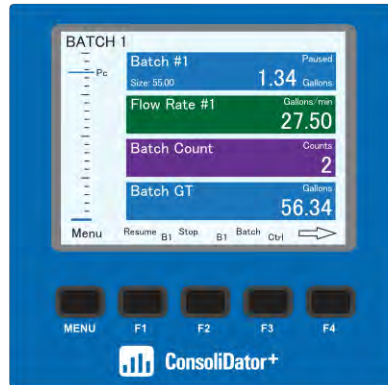 BATCH 1
Pc
Batch #1 Paused
Size: 55.00 1.34 Gallons
Flow Rate #1 Gallons/min
27.50
Batch Count Counts
2
Batch GT Gallons
56.34
Menu Resume B1 Stop B1 Batch Ctrl
MENU F1 F2 F3 F4
ConsoliDator+